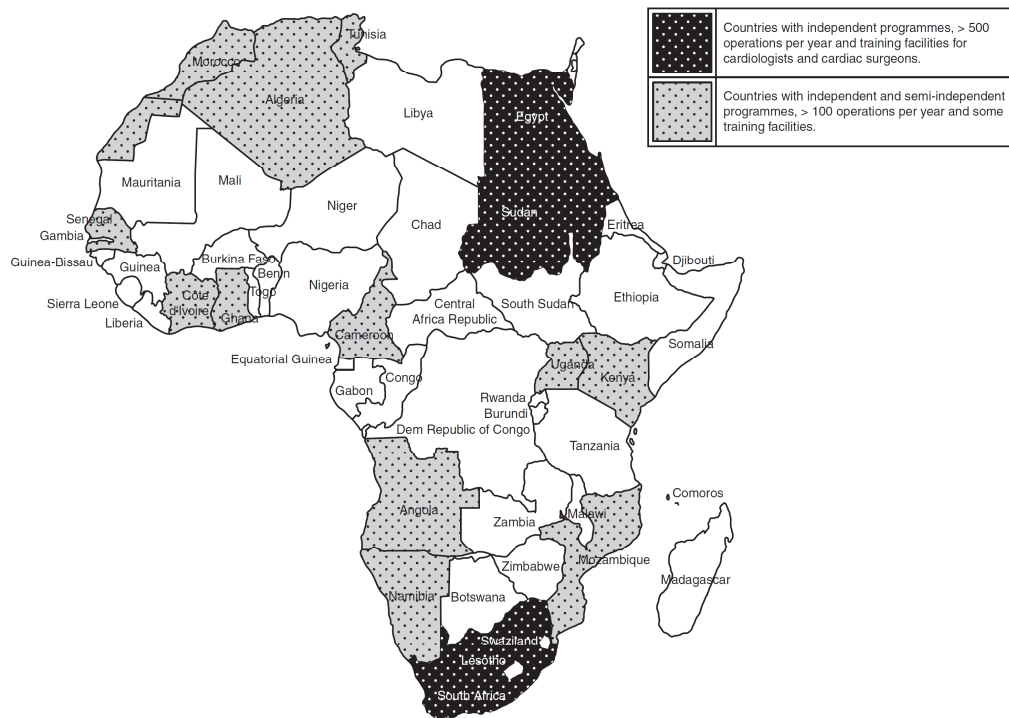 Countries with independent programmes, > 500
operations per year and training facilities for
cardiologists and cardiac surgeons.
Countries with independent and semi-independent
programmes, > 100 operations per year and some
training facilities.
Tunisia
Morocco
Algeria
Libya
Egypt
Mauritania
Mali
Niger
Chad
Sudan
Eritrea
Senegal
Gambia
Guinea-Dissau
Guinea
Burkina Faso
Benin
Togo
Nigeria
Djibouti
Sierra Leone
Liberia
Cote
d'Ivoire
Ghana
Cameroon
Central
Africa Republic
South Sudan
Ethiopia
Somalia
Equatorial Guinea
Gabon
Congo
Uganda
Kenya
Rwanda
Burundi
Dem Republic of Congo
Tanzania
Comoros
Angola
Zambia
Malawi
Mozambique
Zimbabwe
Madagascar
Namibia
Botswana
Swaziland
Lesotho
South Africa